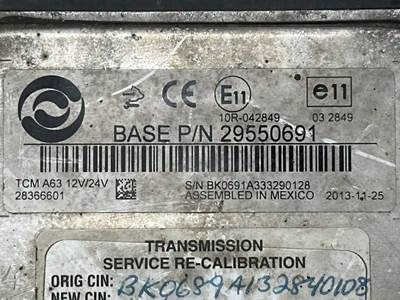 CE E11 e11
10R-042849 03 2849
BASE P/N 29550691
TCM A63 12V/24V S/N BK0691A333290128
28366601 ASSEMBLED IN MEXICO 2013-11-25
TRANSMISSION
SERVICE RE-CALIBRATION
ORIG CIN: BK0689A132840108
NEW CIN: